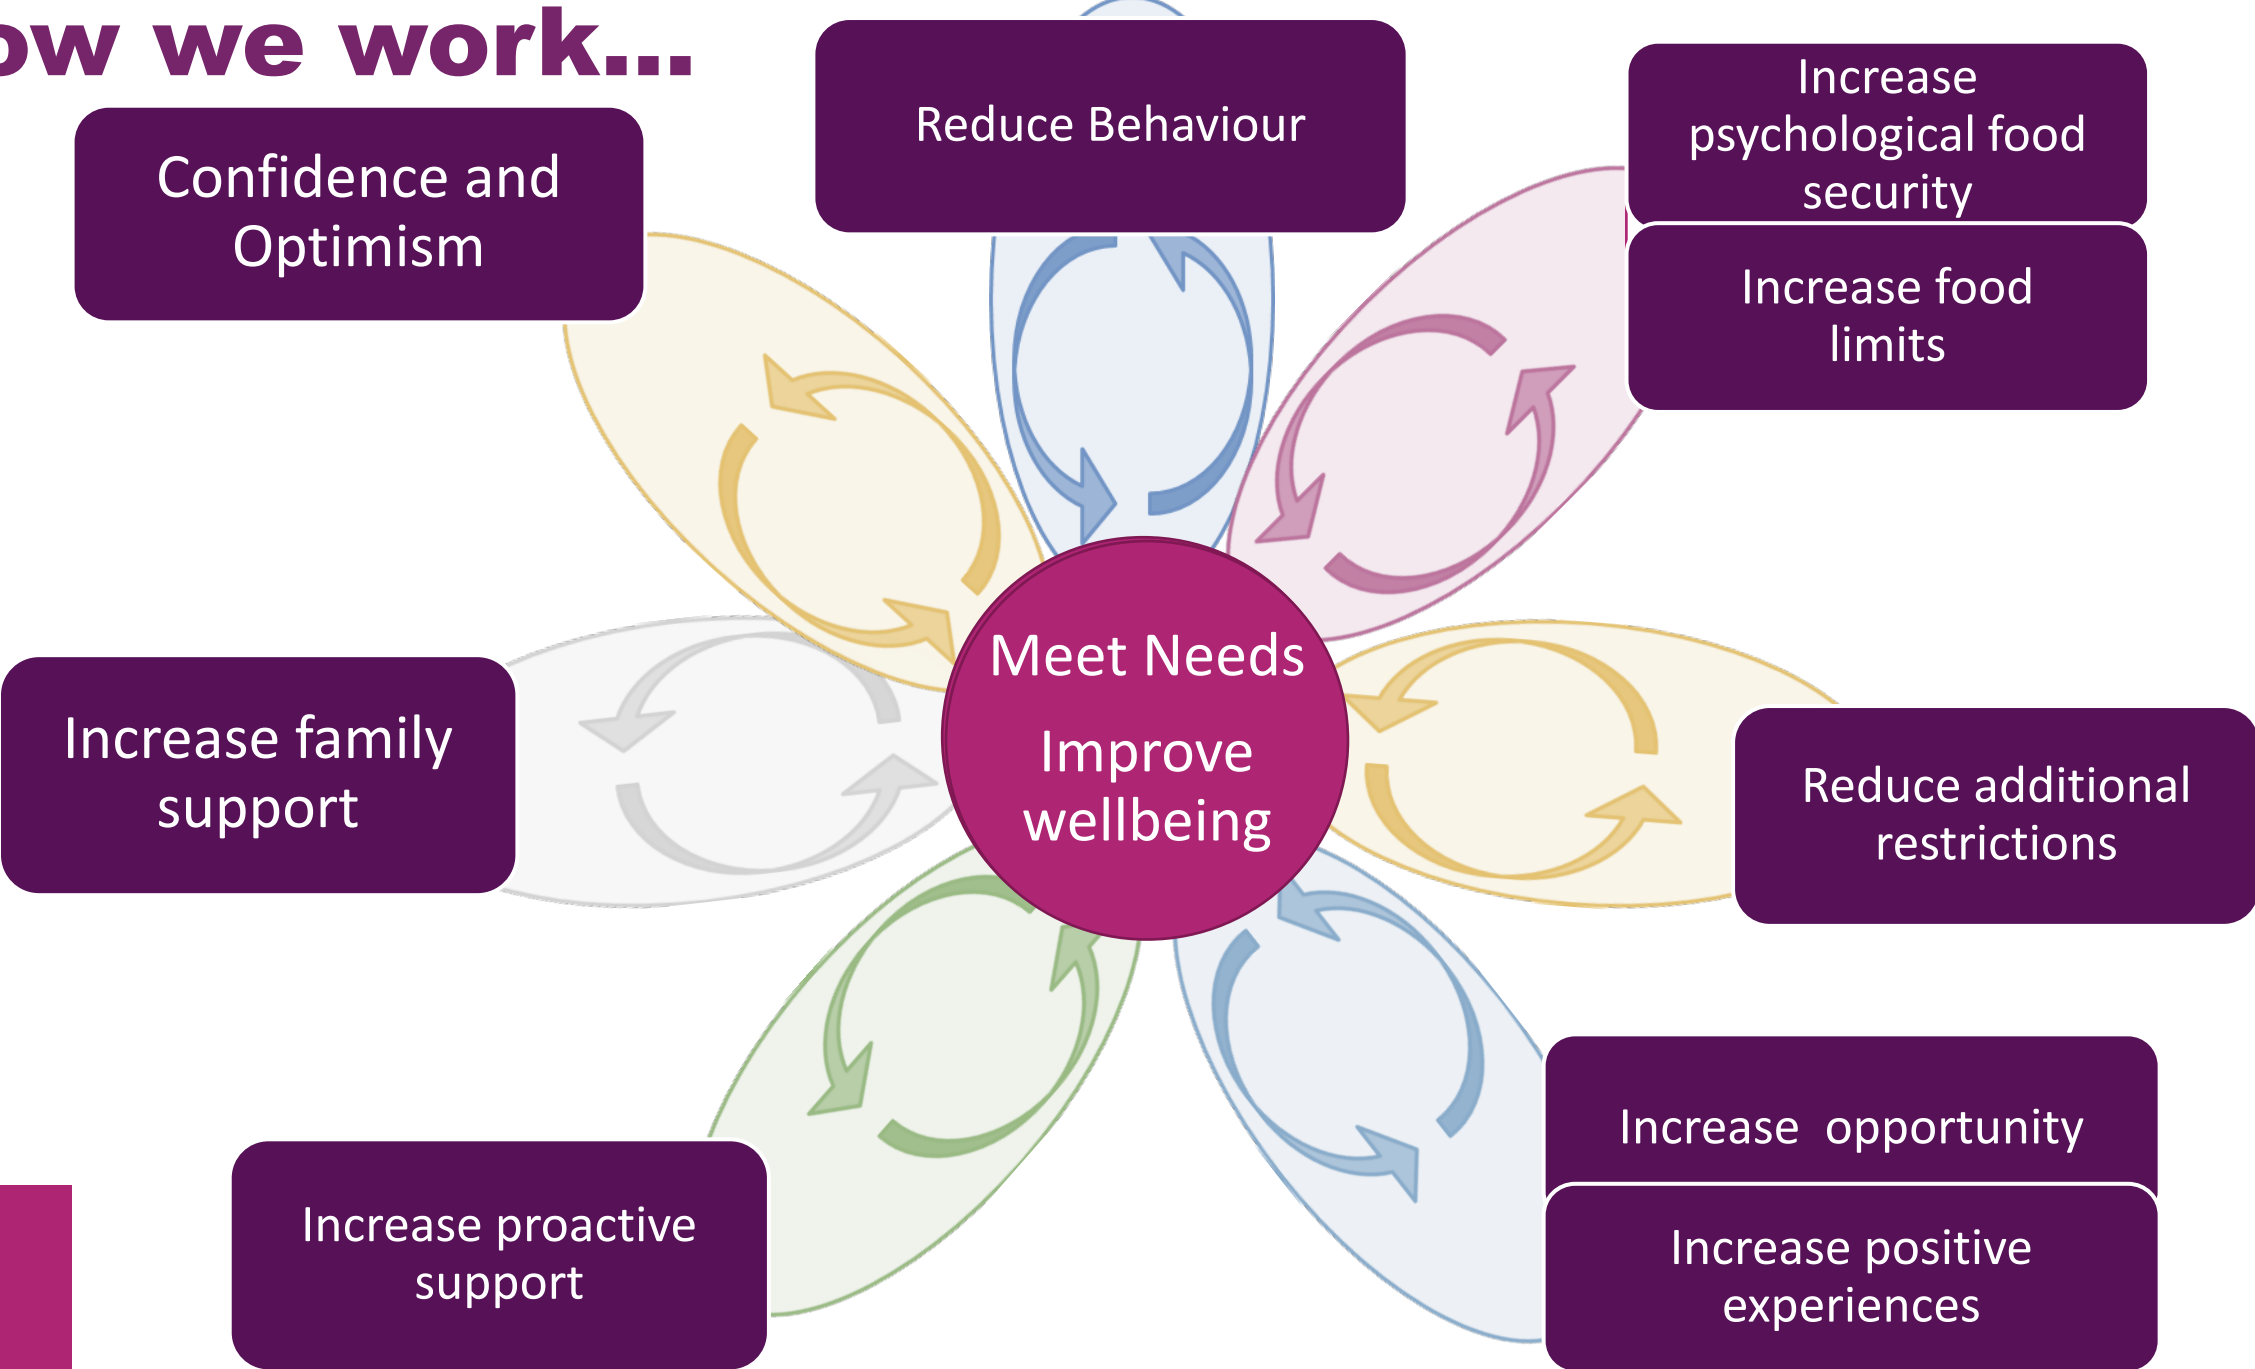 ow we work...
Reduce Behaviour
Increase
psychological food
security
Increase food
limits
Confidence and
Optimism
Meet Needs
Improve
wellbeing
Increase family
support
Reduce additional
restrictions
Increase  opportunity
Increase positive
experiences
Increase proactive
support